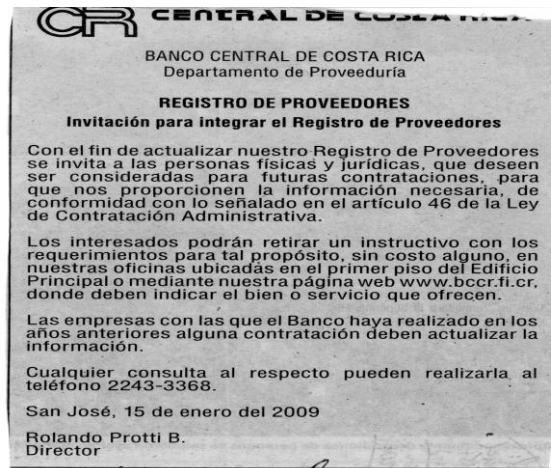 CR CENTRAL DE COSTA RICA
BANCO CENTRAL DE COSTA RICA
Departamento de Proveeduría
REGISTRO DE PROVEEDORES
Invitación para integrar el Registro de Proveedores
Con el fin de actualizar nuestro Registro de Proveedores
se invita a las personas físicas y jurídicas, que deseen
ser consideradas para futuras contrataciones, para
que nos proporcionen la información necesaria, de
conformidad con lo señalado en el artículo 46 de la Ley
de Contratación Administrativa.
Los interesados podrán retirar un instructivo con los
requerimientos para tal propósito, sin costo alguno, en
nuestras oficinas ubicadas en el primer piso del Edificio
Principal o mediante nuestra página web www.bccr.fi.cr,
donde deben indicar el bien o servicio que ofrecen.
Las empresas con las que el Banco haya realizado en los
años anteriores alguna contratación deben actualizar la
información.
Cualquier consulta al respecto pueden realizarla al
teléfono 2243-3368.
San José, 15 de enero del 2009
Rolando Protti B.
Director